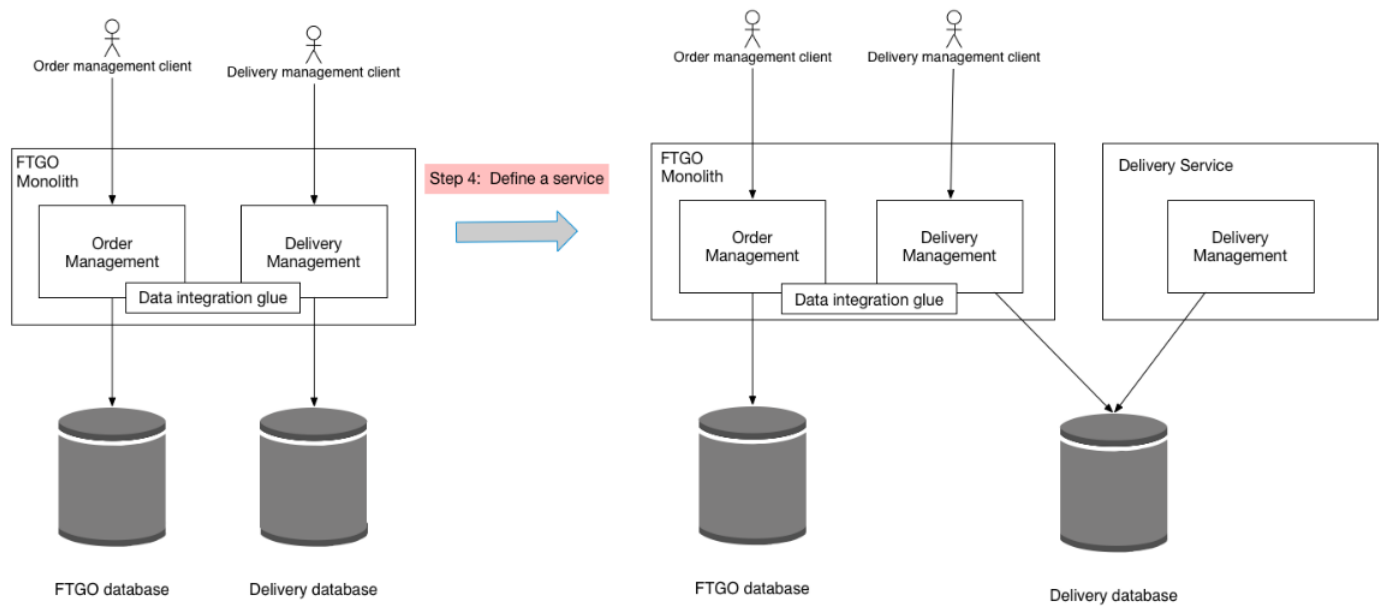 Order management client
Delivery management client
FTGO
Monolith
Order
Management
Delivery
Management
Data integration glue
FTGO database
Delivery database
Step 4:  Define a service
Order management client
Delivery management client
FTGO
Monolith
Order
Management
Delivery
Management
Data integration glue
Delivery Service
Delivery
Management
FTGO database
Delivery database